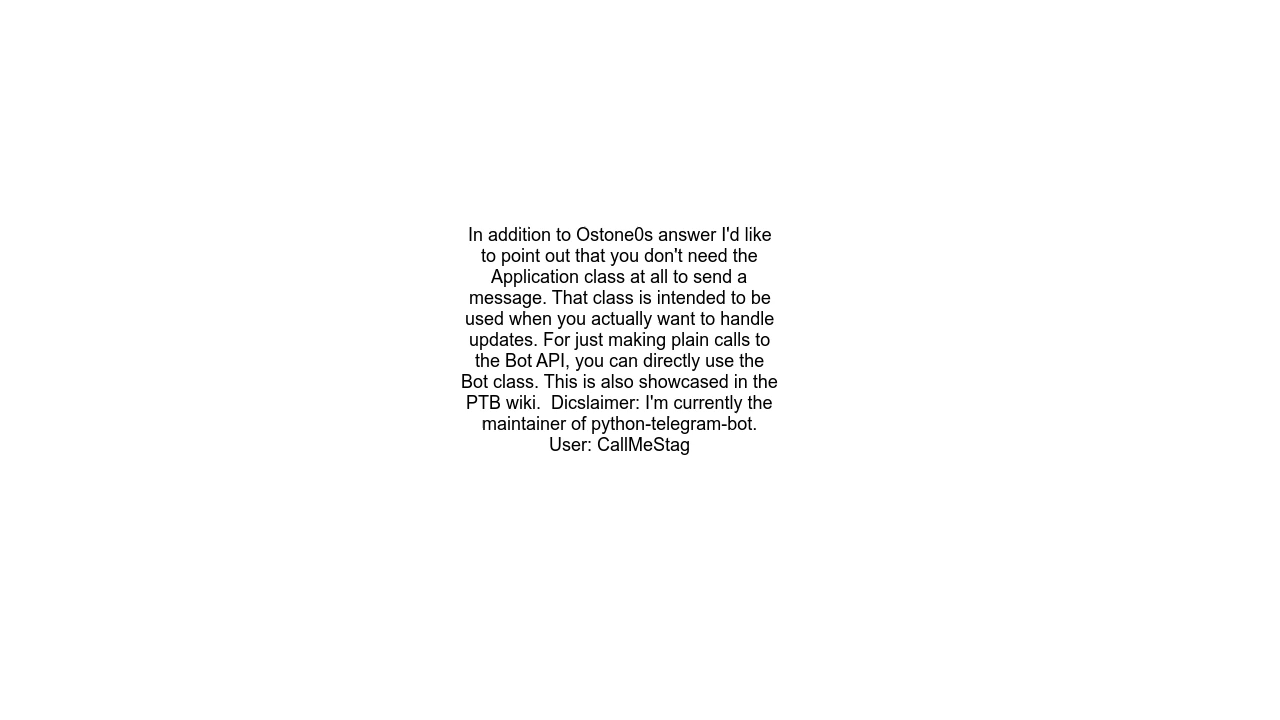 In addition to Ostone0s answer I'd like
to point out that you don't need the
Application class at all to send a
message. That class is intended to be
used when you actually want to handle
updates. For just making plain calls to
the Bot API, you can directly use the
Bot class. This is also showcased in the
PTB wiki.  Dicslaimer: I'm currently the
maintainer of python-telegram-bot.
User: CallMeStag